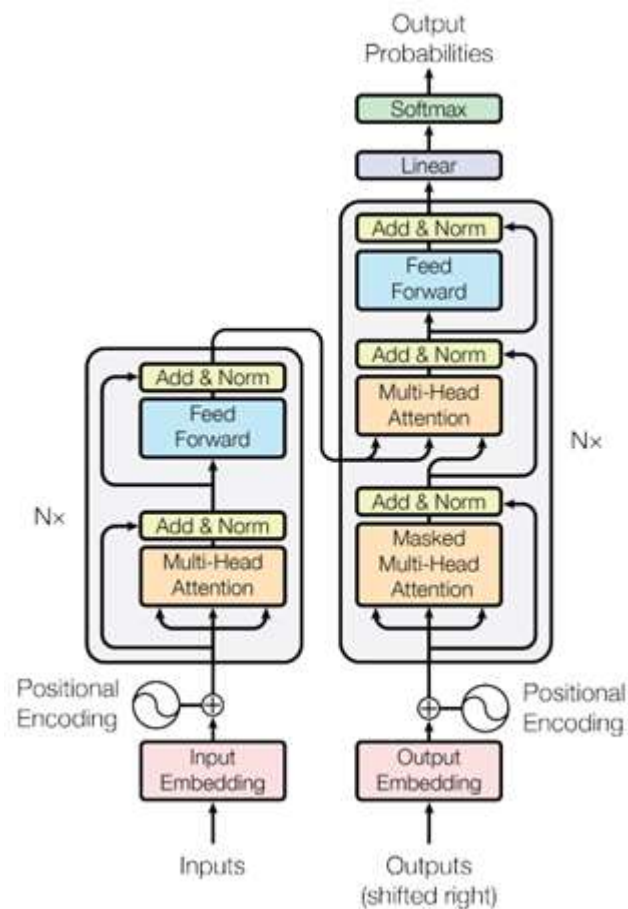 Output
Probabilities
Softmax
Linear
Add & Norm
Feed
Forward
Add & Norm
Multi-Head
Attention
Add & Norm
Masked
Multi-Head
Attention
N×
Add & Norm
Feed
Forward
N×
Add & Norm
Multi-Head
Attention
Positional
Encoding
Positional
Encoding
Input
Embedding
Output
Embedding
Inputs
Outputs
(shifted right)